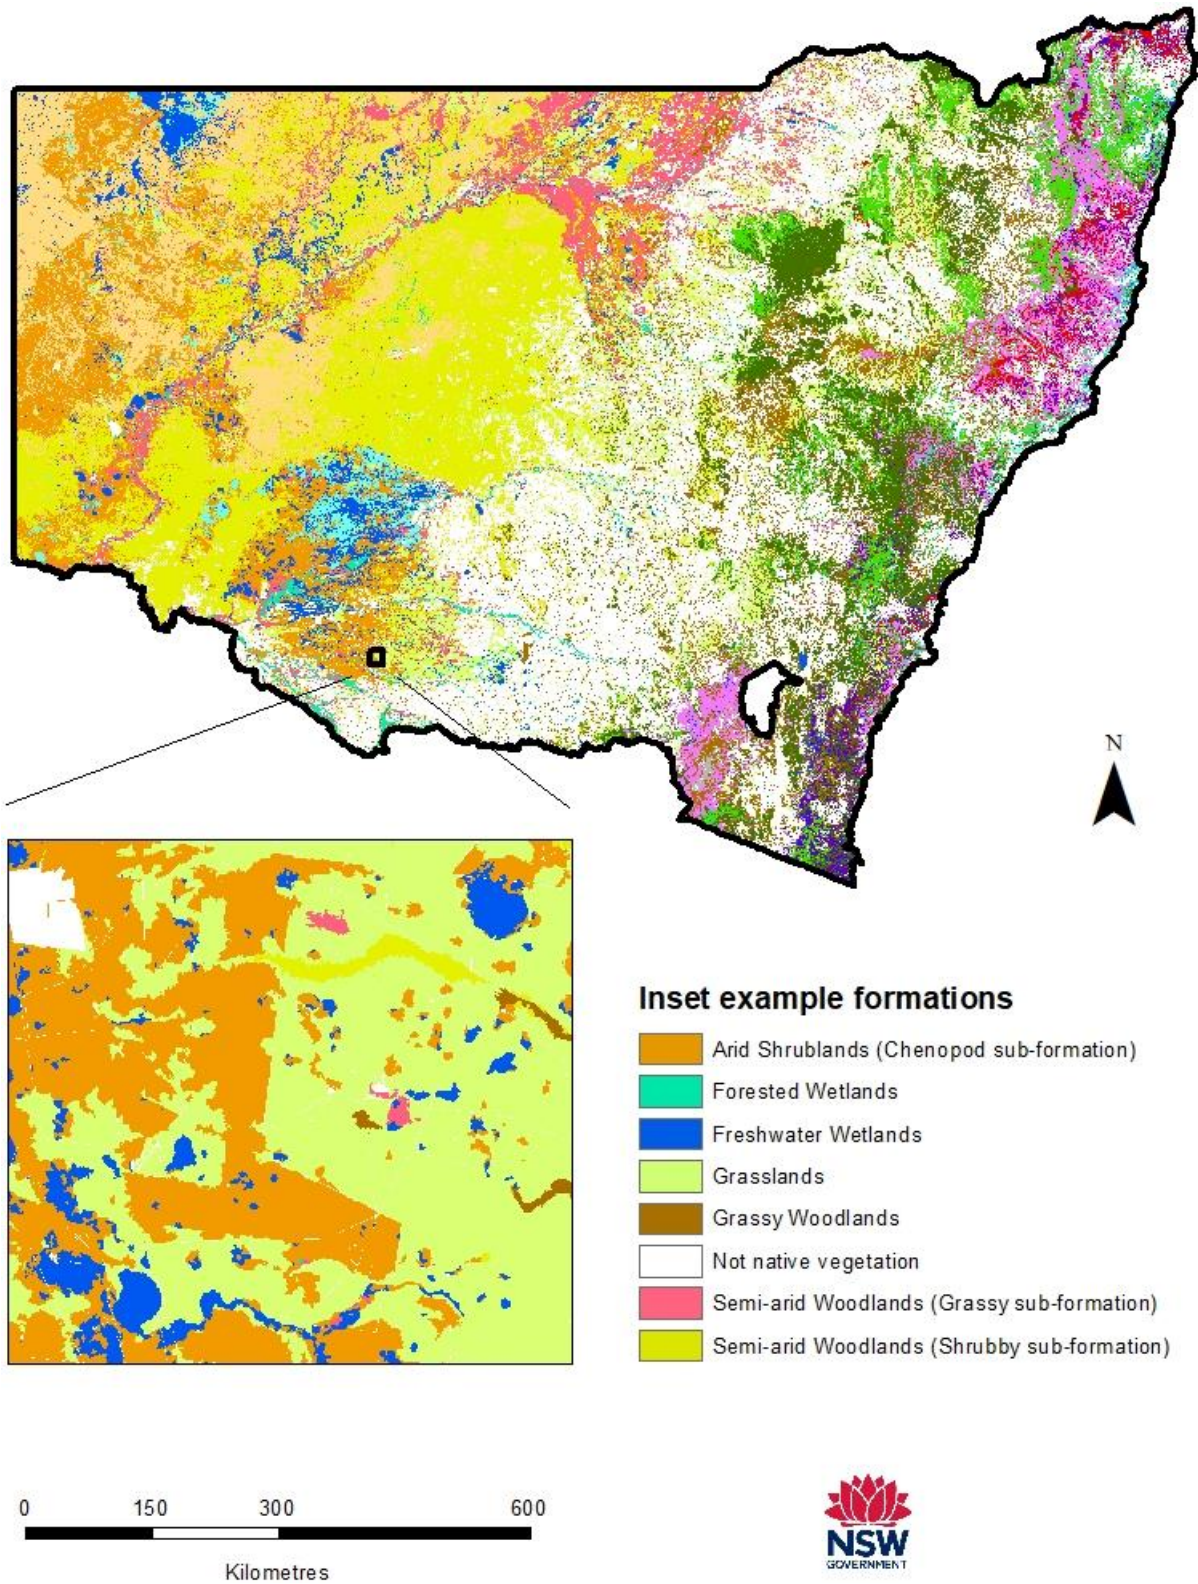 N
Inset example formations
Arid Shrublands (Chenopod sub-formation)
Forested Wetlands
Freshwater Wetlands
Grasslands
Grassy Woodlands
Not native vegetation
Semi-arid Woodlands (Grassy sub-formation)
Semi-arid Woodlands (Shrubby sub-formation)
0 150 300 600
Kilometres
NSW
GOVERNMENT